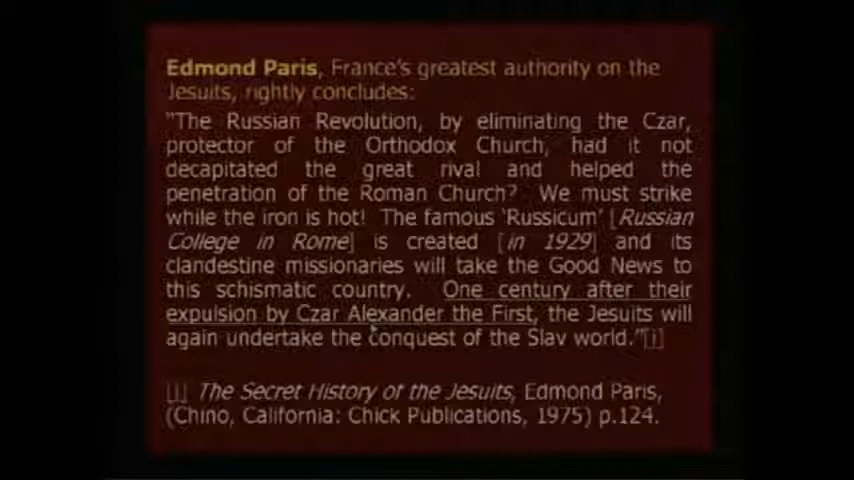 Edmond Paris, France's greatest authority on the
Jesuits, rightly concludes:
"The Russian Revolution, by eliminating the Czar,
protector of the Orthodox Church, had it not
decapitated the great rival and helped the
penetration of the Roman Church? We must strike
while the iron is hot! The famous 'Russicum' [Russian
College in Rome] is created [in 1929] and its
clandestine missionaries will take the Good News to
this schismatic country. One century after their
expulsion by Czar Alexander the First, the Jesuits will
again undertake the conquest of the Slav world."[i]
[i] The Secret History of the Jesuits, Edmond Paris,
(Chino, California: Chick Publications, 1975) p.124.